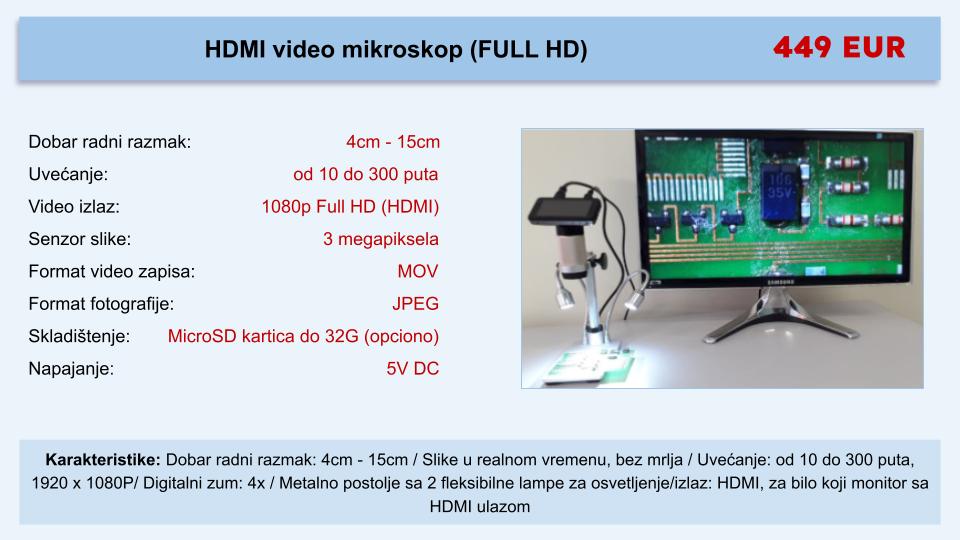 HDMI video mikroskop (FULL HD) 449 EUR
Dobar radni razmak: 4cm - 15cm
Uvećanje: od 10 do 300 puta
Video izlaz: 1080p Full HD (HDMI)
Senzor slike: 3 megapiksela
Format video zapisa: MOV
Format fotografije: JPEG
Skladištenje: MicroSD kartica do 32G (opciono)
Napajanje: 5V DC
35V
SAMSUNG
Karakteristike: Dobar radni razmak: 4cm - 15cm / Slike u realnom vremenu, bez mrlja / Uvećanje: od 10 do 300 puta,
1920 x 1080P/ Digitalni zum: 4x / Metalno postolje sa 2 fleksibilne lampe za osvetljenje/izlaz: HDMI, za bilo koji monitor sa
HDMI ulazom